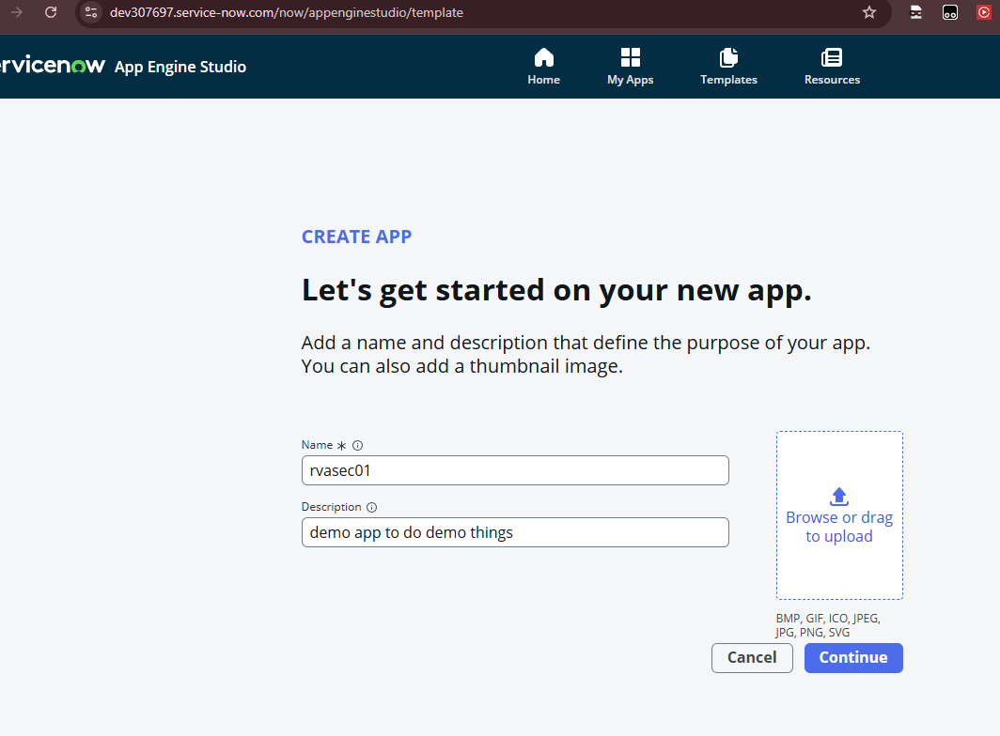 dev307697.service-now.com/now/appenginestudio/template
servicenow App Engine Studio
Home
My Apps
Templates
Resources
CREATE APP
Let's get started on your new app.
Add a name and description that define the purpose of your app.
You can also add a thumbnail image.
Name *
rvasec01
Description
demo app to do demo things
Browse or drag
to upload
BMP, GIF, ICO, JPEG,
JPG, PNG, SVG
Cancel
Continue